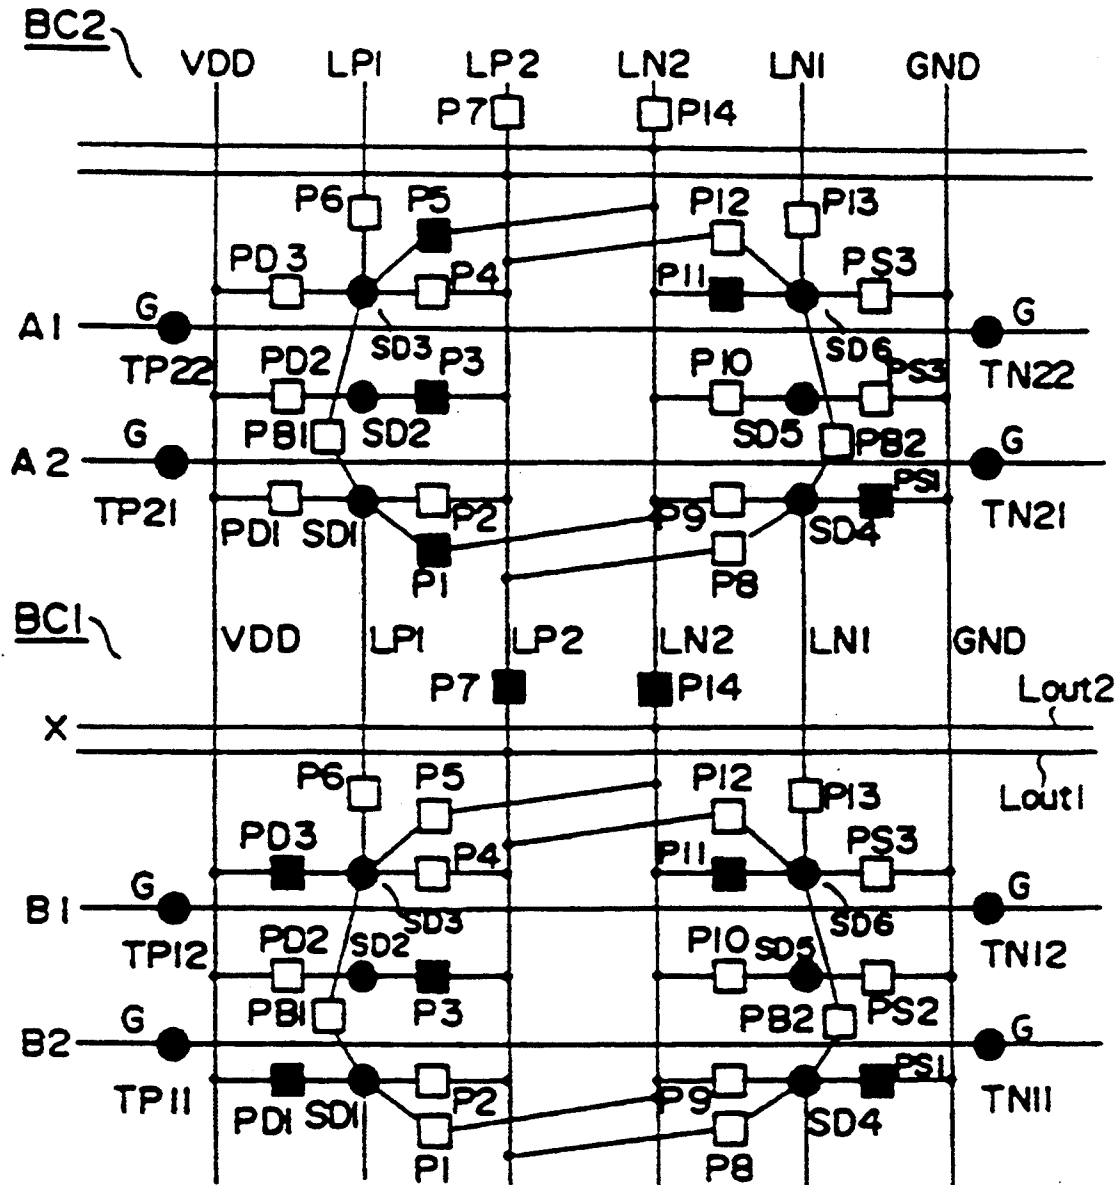 BC2
VDD LP1 LP2 LN2 LN1 GND
P7 P14
P6 P5 P12 P13
PD3 P4 P11 PS3
A1 G G
SD3 SD6
TP22 PD2 P3 P10 PS3 TN22
PB1 SD2 SD5 PB2
A2 G G
TP21 PS1 TN21
PD1 SD1 P2 P9 SD4
P1 P8
BC1
VDD LP1 LP2 LN2 LN1 GND
P7 P14 Lout2
X
P6 P5 P12 P13 Lout1
PD3 P4 P11 PS3
B1 G G
SD3 SD6
TP12 PD2 SD2 P10 SD5 TN12
PB1 P3 PB2 PS2
B2 G G
TP11 PS1 TN11
PD1 SD1 P2 P9 SD4
P1 P8